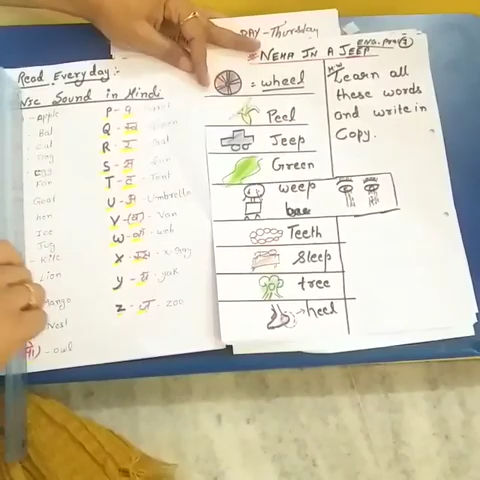 DAY-Thursday
Read Everyday:-
Sound in Hindi
Apple
Bat
Cat
Dog
Egg
Fan
Goat
hen
Ice
Jug
Kite
Lion
Mango
Nest
Owl
P - प
Q - क्व
R - र
S - स
T - ट - Tent
U - अ - Umbrella
V - (व) - Van
W - व - web
X - क्स - x-Ray
y - य - yak
Z - ज - zoo
NEHA IN A JEEP
= wheel
Peel
Jeep
Green
weep
Teeth
Sleep
tree
→ heel
H.W
Learn all
these words
and write in
Copy.